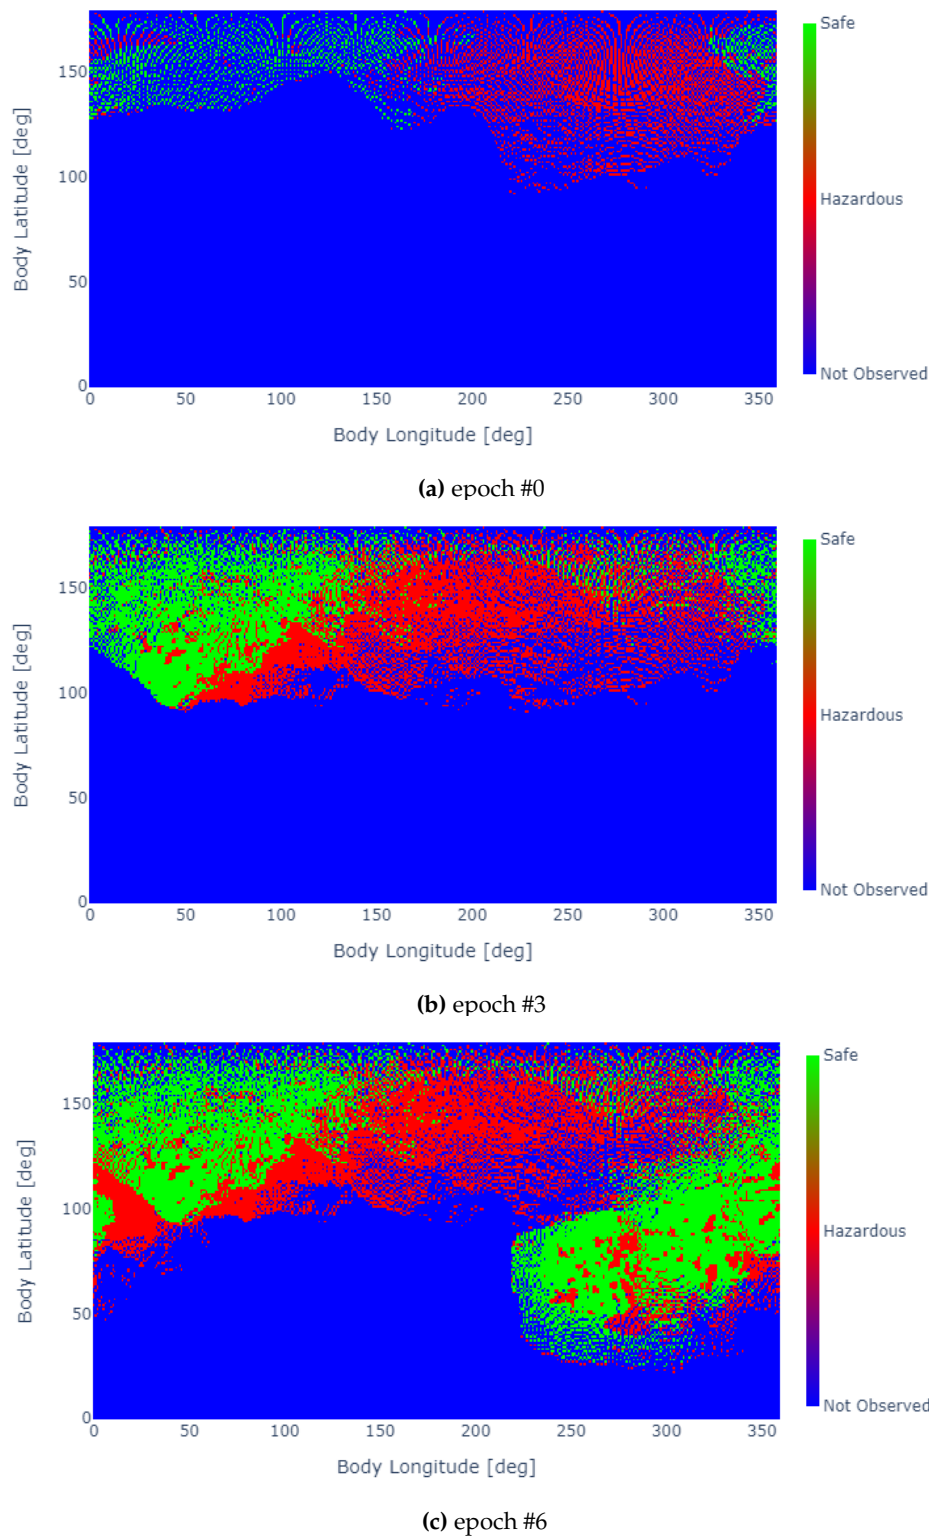 Safe
150
100
50
0
Hazardous
Not Observed
Body Latitude [deg]
0 50 100 150 200 250 300 350
Body Longitude [deg]
(a) epoch #0
Safe
150
100
50
0
Hazardous
Not Observed
Body Latitude [deg]
0 50 100 150 200 250 300 350
Body Longitude [deg]
(b) epoch #3
Safe
150
100
50
0
Hazardous
Not Observed
Body Latitude [deg]
0 50 100 150 200 250 300 350
Body Longitude [deg]
(c) epoch #6